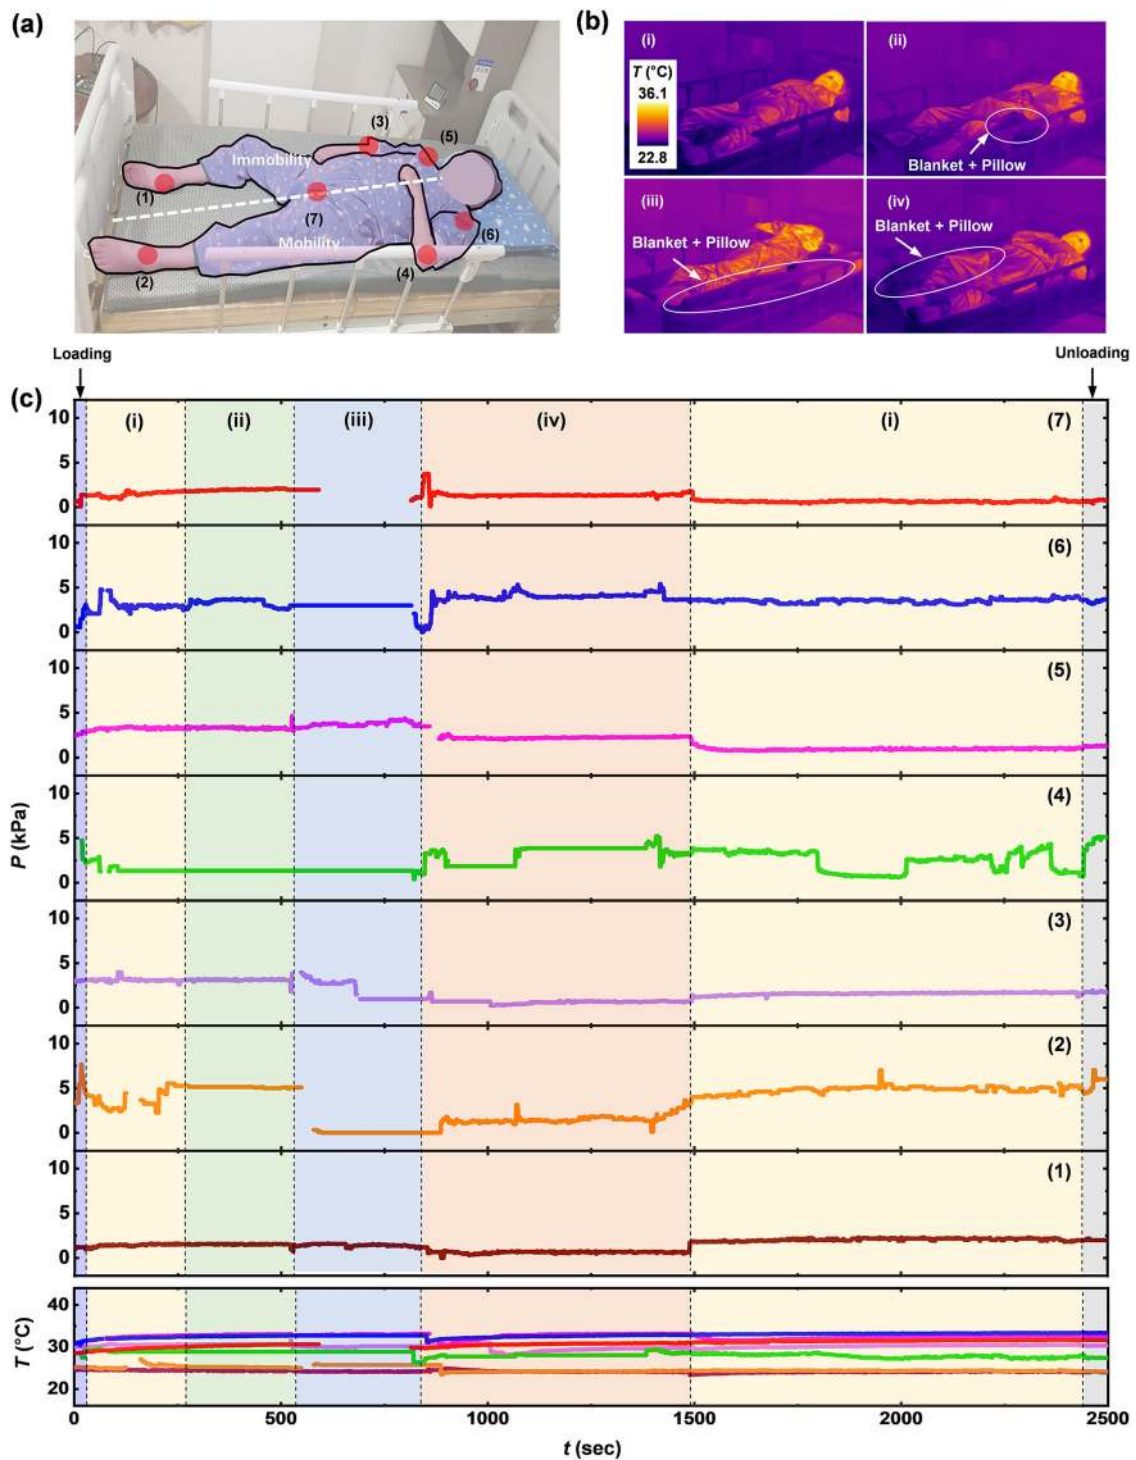 (a)
(b)
(3)
(5)
Immobility
(1)
(7)
(6)
Mobility
(2)
(4)
(i)
T (°C)
36.1
22.8
(ii)
Blanket + Pillow
(iii)
Blanket + Pillow
(iv)
Blanket + Pillow
Loading
Unloading
(c)
(i)
(ii)
(iii)
(iv)
(i)
(7)
10
5
0
(6)
10
5
0
(5)
10
5
0
(4)
10
5
0
P (kPa)
(3)
10
5
0
(2)
10
5
0
(1)
10
5
0
T (°C)
40
30
20
0
500
1000
1500
2000
2500
t (sec)